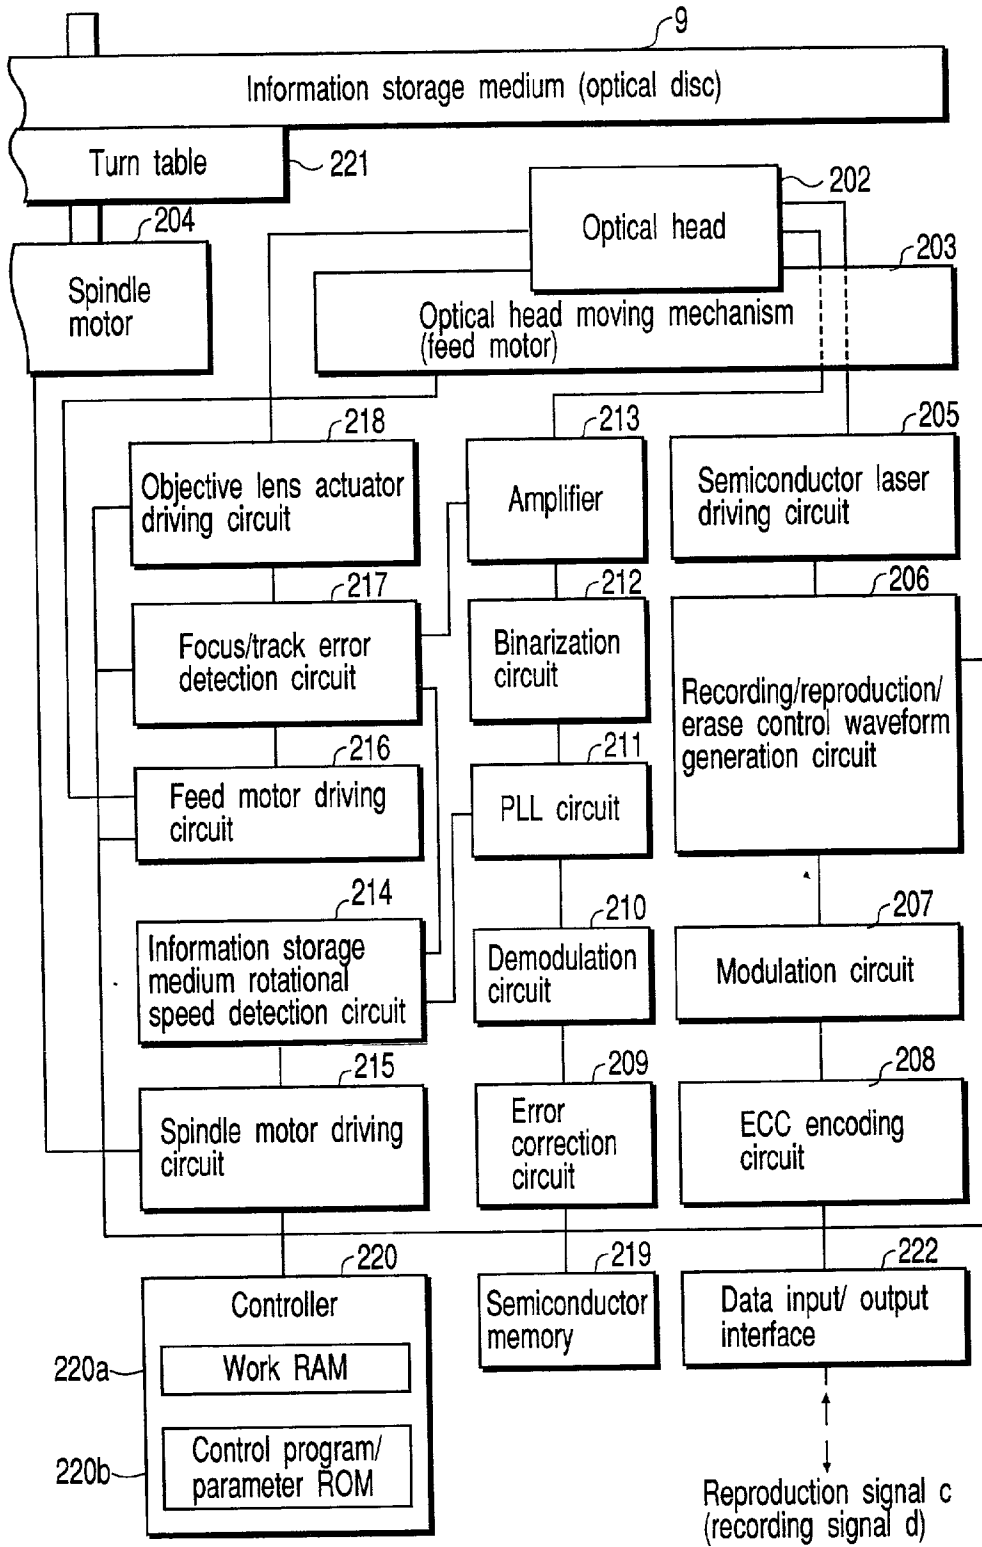 9
Information storage medium (optical disc)
Turn table
221
202
204
Optical head
203
Spindle
motor
Optical head moving mechanism
(feed motor)
218
213
205
Objective lens actuator
driving circuit
Amplifier
Semiconductor laser
driving circuit
217
212
206
Focus/track error
detection circuit
Binarization
circuit
Recording/reproduction/
erase control waveform
generation circuit
216
211
Feed motor driving
circuit
PLL circuit
214
210
207
Information storage
medium rotational
speed detection circuit
Demodulation
circuit
Modulation circuit
215
209
208
Spindle motor driving
circuit
Error
correction
circuit
ECC encoding
circuit
220
219
222
Controller
Semiconductor
memory
Data input/ output
interface
220a
Work RAM
220b
Control program/
parameter ROM
Reproduction signal c
(recording signal d)